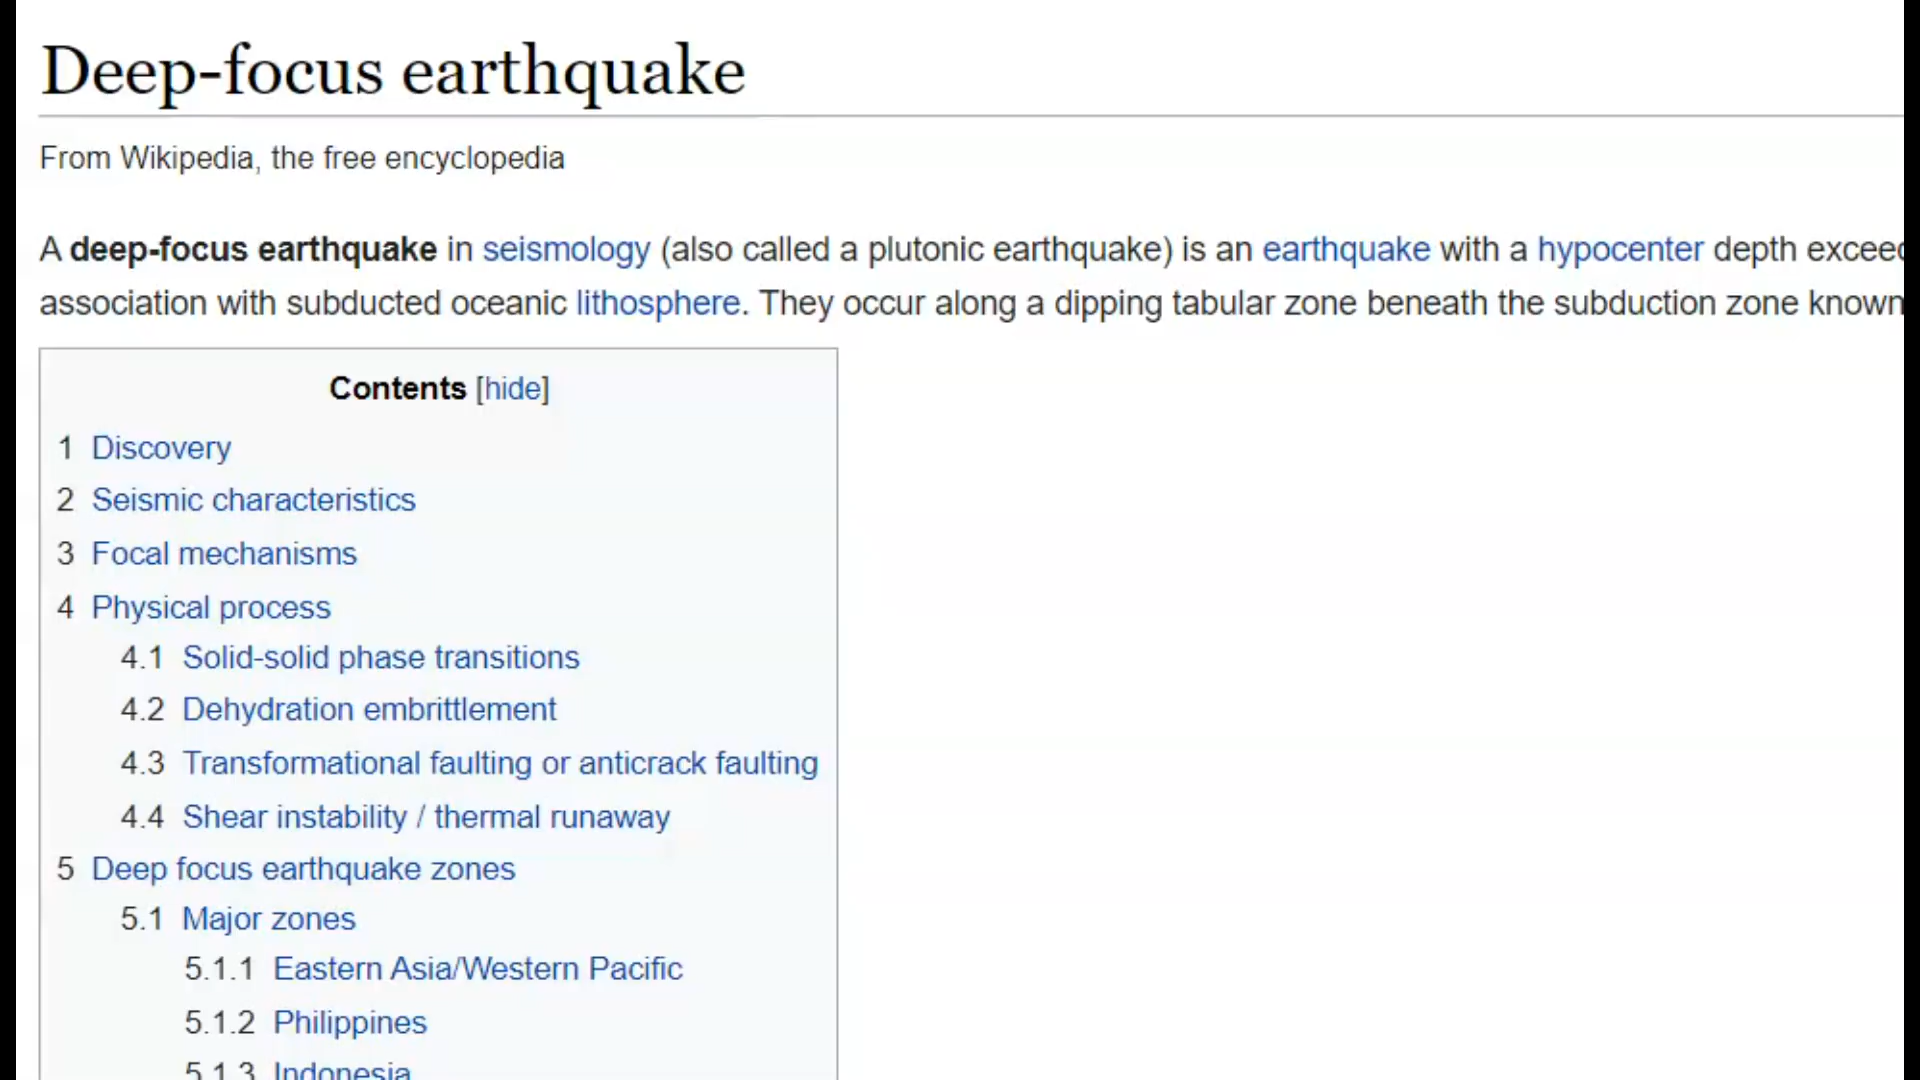 Deep-focus earthquake
From Wikipedia, the free encyclopedia
A deep-focus earthquake in seismology (also called a plutonic earthquake) is an earthquake with a hypocenter depth
association with subducted oceanic lithosphere. They occur along a dipping tabular zone beneath the subduction zone known
Contents [hide]
1 Discovery
2 Seismic characteristics
3 Focal mechanisms
4 Physical process
4.1 Solid-solid phase transitions
4.2 Dehydration embrittlement
4.3 Transformational faulting or anticrack faulting
4.4 Shear instability / thermal runaway
5 Deep focus earthquake zones
5.1 Major zones
5.1.1 Eastern Asia/Western Pacific
5.1.2 Philippines
5.1.3 Indonesia